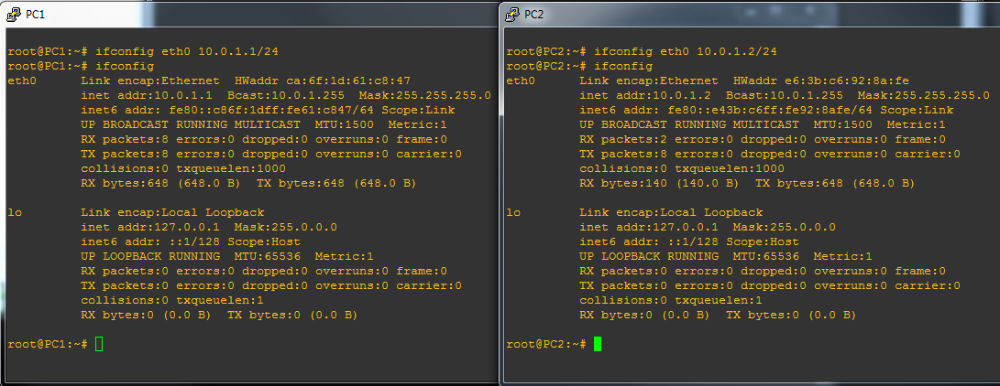 PC1
root@PC1:~# ifconfig eth0 10.0.1.1/24
root@PC1:~# ifconfig
eth0 Link encap:Ethernet HWaddr ca:6f:1d:61:c8:47
inet addr:10.0.1.1 Bcast:10.0.1.255 Mask:255.255.255.0
inet6 addr: fe80::c86f:1dff:fe61:c847/64 Scope:Link
UP BROADCAST RUNNING MULTICAST MTU:1500 Metric:1
RX packets:8 errors:0 dropped:0 overruns:0 frame:0
TX packets:8 errors:0 dropped:0 overruns:0 carrier:0
collisions:0 txqueuelen:1000
RX bytes:648 (648.0 B) TX bytes:648 (648.0 B)
lo Link encap:Local Loopback
inet addr:127.0.0.1 Mask:255.0.0.0
inet6 addr: ::1/128 Scope:Host
UP LOOPBACK RUNNING MTU:65536 Metric:1
RX packets:0 errors:0 dropped:0 overruns:0 frame:0
TX packets:0 errors:0 dropped:0 overruns:0 carrier:0
collisions:0 txqueuelen:1
RX bytes:0 (0.0 B) TX bytes:0 (0.0 B)
root@PC1:~#
PC2
root@PC2:~# ifconfig eth0 10.0.1.2/24
root@PC2:~# ifconfig
eth0 Link encap:Ethernet HWaddr e6:3b:c6:92:8a:fe
inet addr:10.0.1.2 Bcast:10.0.1.255 Mask:255.255.255.0
inet6 addr: fe80::e43b:c6ff:fe92:8afe/64 Scope:Link
UP BROADCAST RUNNING MULTICAST MTU:1500 Metric:1
RX packets:2 errors:0 dropped:0 overruns:0 frame:0
TX packets:8 errors:0 dropped:0 overruns:0 carrier:0
collisions:0 txqueuelen:1000
RX bytes:140 (140.0 B) TX bytes:648 (648.0 B)
lo Link encap:Local Loopback
inet addr:127.0.0.1 Mask:255.0.0.0
inet6 addr: ::1/128 Scope:Host
UP LOOPBACK RUNNING MTU:65536 Metric:1
RX packets:0 errors:0 dropped:0 overruns:0 frame:0
TX packets:0 errors:0 dropped:0 overruns:0 carrier:0
collisions:0 txqueuelen:1
RX bytes:0 (0.0 B) TX bytes:0 (0.0 B)
root@PC2:~#